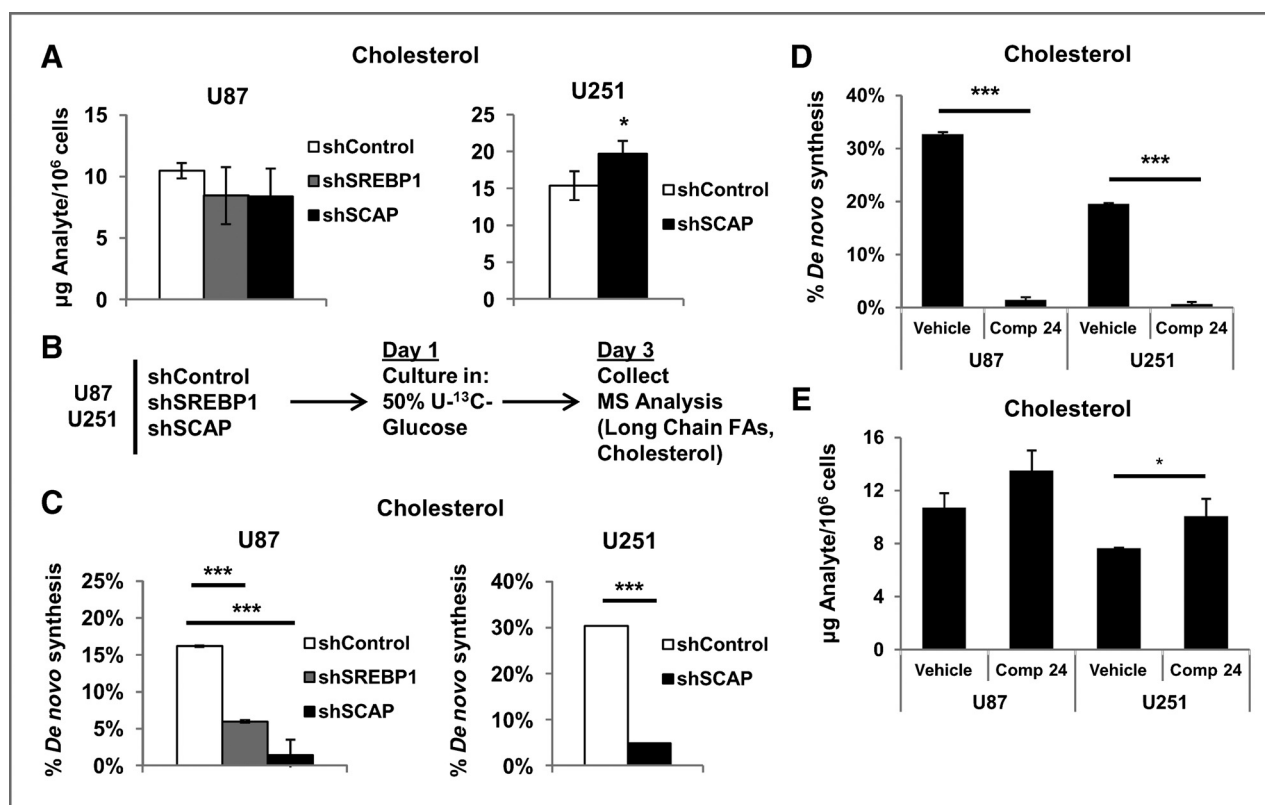 A
Cholesterol
U87
µg Analyte/10⁶ cells
15
10
5
0
shControl
shSREBP1
shSCAP
U251
25
20
15
10
5
0
*
shControl
shSCAP
B
U87
U251
shControl
shSREBP1
shSCAP
Day 1
Culture in:
50% U-¹³C-
Glucose
Day 3
Collect
MS Analysis
(Long Chain FAs,
Cholesterol)
C
Cholesterol
U87
% De novo synthesis
25%
20%
15%
10%
5%
0%
***
***
shControl
shSREBP1
shSCAP
U251
40%
30%
20%
10%
0%
***
shControl
shSCAP
D
Cholesterol
% De novo synthesis
40%
30%
20%
10%
0%
***
***
Vehicle Comp 24 Vehicle Comp 24
U87 U251
E
Cholesterol
µg Analyte/10⁶ cells
16
12
8
4
0
*
Vehicle Comp 24 Vehicle Comp 24
U87 U251